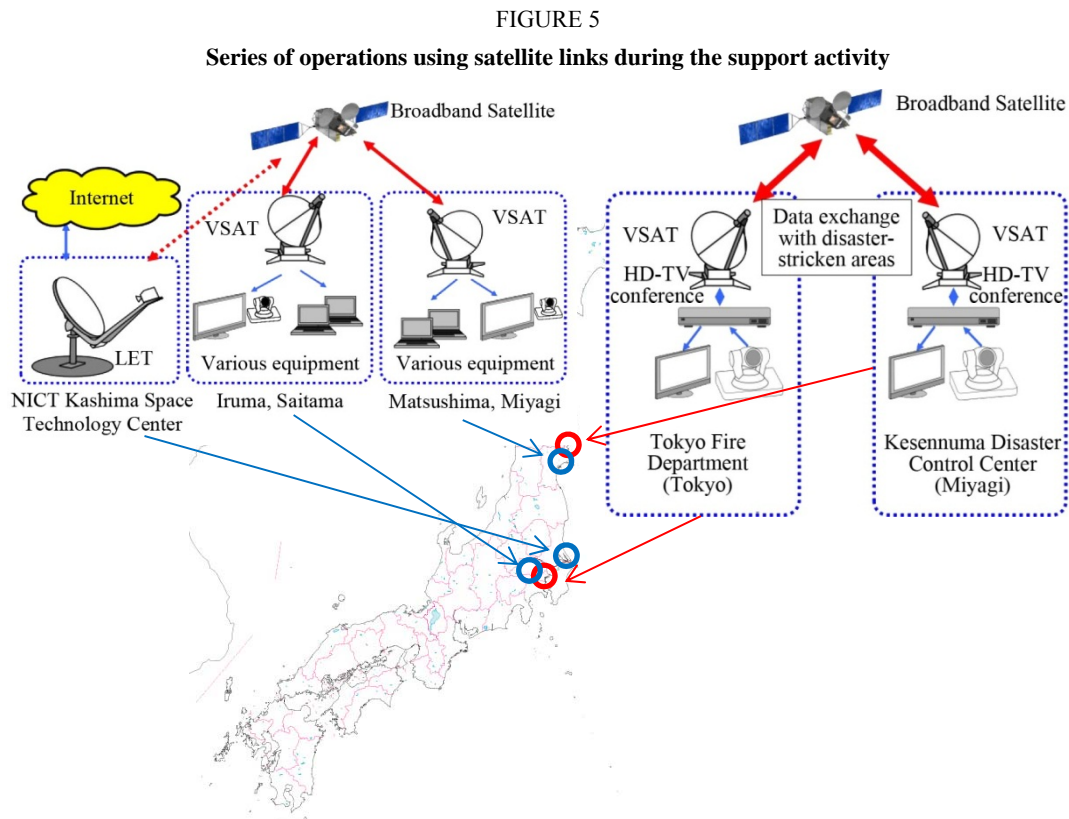 FIGURE 5
Series of operations using satellite links during the support activity
Broadband Satellite
Internet
VSAT
VSAT
LET
Various equipment
Various equipment
NICT Kashima Space
Technology Center
Iruma, Saitama
Matsushima, Miyagi
Broadband Satellite
VSAT
Data exchange
with disaster-
stricken areas
VSAT
HD-TV
conference
HD-TV
conference
Tokyo Fire
Department
(Tokyo)
Kesennuma Disaster
Control Center
(Miyagi)